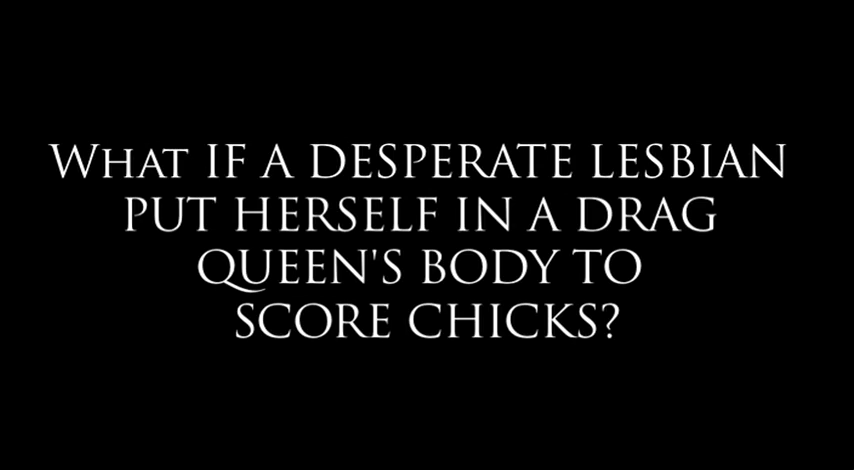 WHAT IF A DESPERATE LESBIAN
PUT HERSELF IN A DRAG
QUEEN'S BODY TO
SCORE CHICKS?